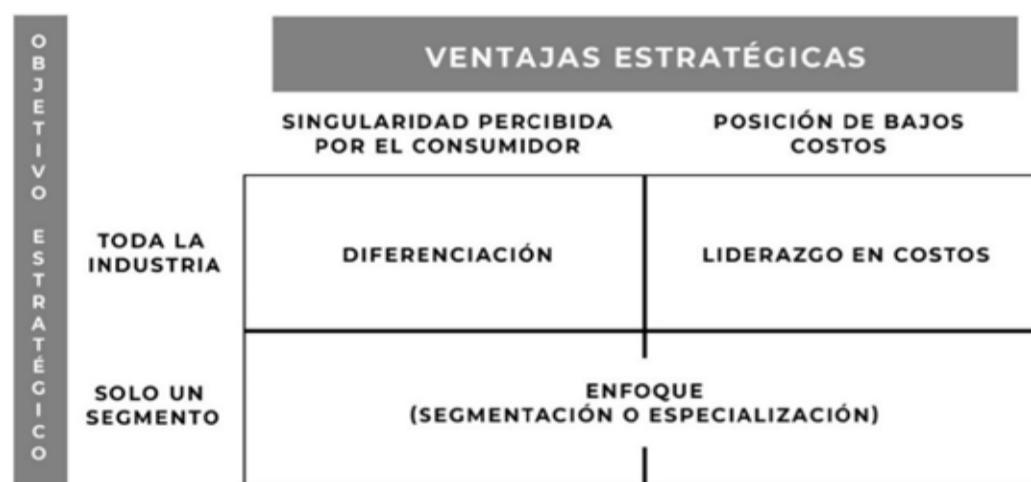 OBJETIVO ESTRATÉGICO
VENTAJAS ESTRATÉGICAS
SINGULARIDAD PERCIBIDA
POR EL CONSUMIDOR
POSICIÓN DE BAJOS
COSTOS
TODA LA
INDUSTRIA
DIFERENCIACIÓN
LIDERAZGO EN COSTOS
SOLO UN
SEGMENTO
ENFOQUE
(SEGMENTACIÓN O ESPECIALIZACIÓN)